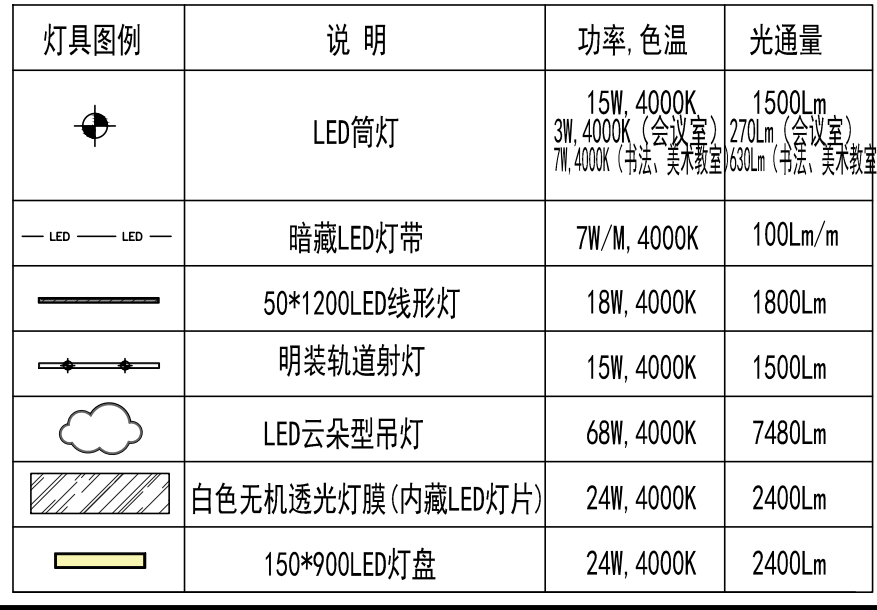 灯具图例 说 明 功率,色温 光通量
LED筒灯 15W,4000K 1500Lm
3W,4000K(会议室) 270Lm(会议室)
7W,4000K(书法、美术教室) 630Lm(书法、美术教室
LED LED 暗藏LED灯带 7W/M,4000K 100Lm/m
50*1200LED线形灯 18W,4000K 1800Lm
明装轨道射灯 15W,4000K 1500Lm
LED云朵型吊灯 68W,4000K 7480Lm
白色无机透光灯膜(内藏LED灯片) 24W,4000K 2400Lm
150*900LED灯盘 24W,4000K 2400Lm